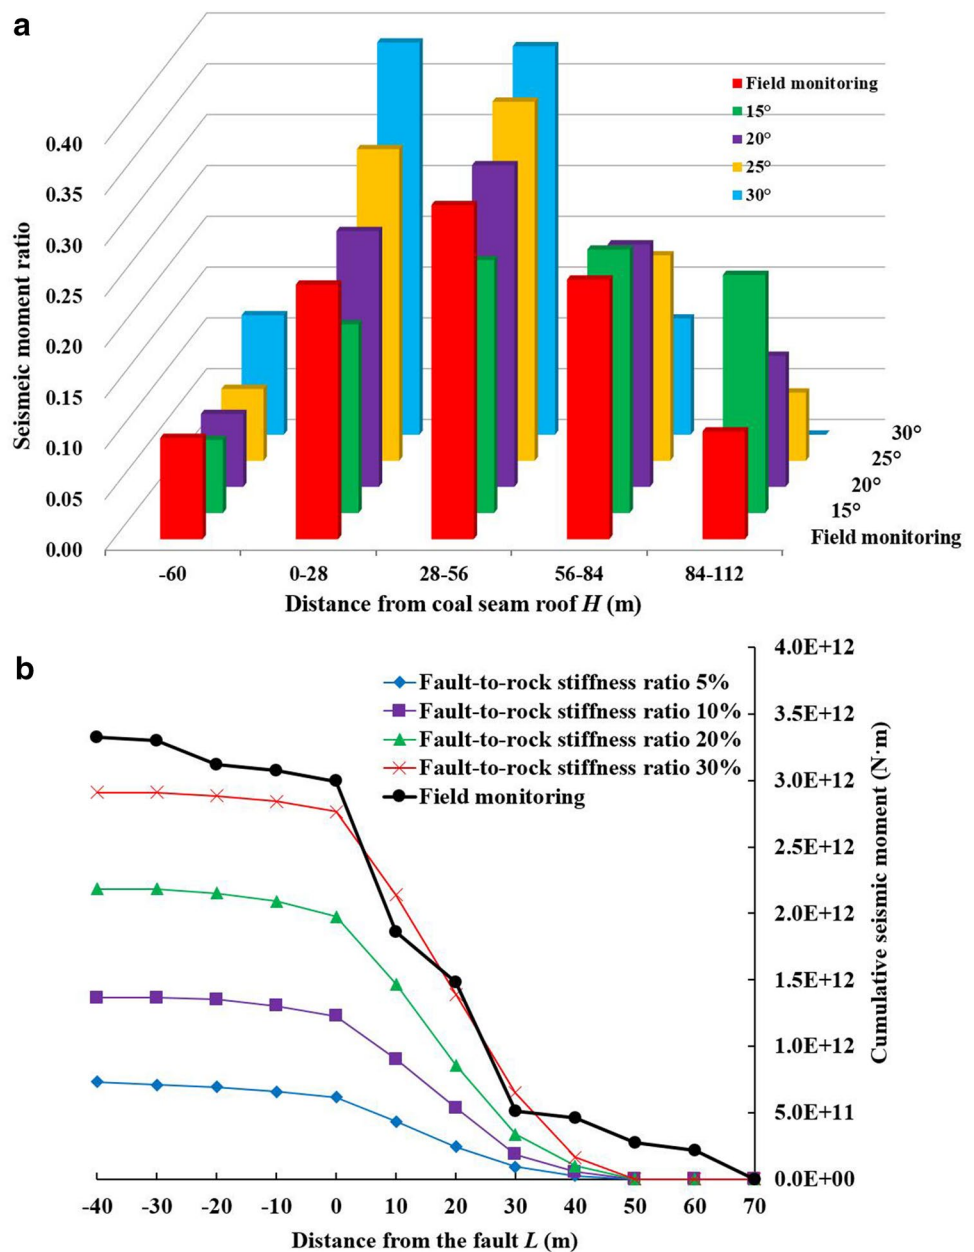 a
Field monitoring
15°
20°
25°
30°
0.40
0.35
0.30
0.25
0.20
0.15
0.10
0.05
0.00
Seismeic moment ratio
30°
25°
20°
15°
Field monitoring
-60 0-28 28-56 56-84 84-112
Distance from coal seam roof H (m)
b
Fault-to-rock stiffness ratio 5%
Fault-to-rock stiffness ratio 10%
Fault-to-rock stiffness ratio 20%
Fault-to-rock stiffness ratio 30%
Field monitoring
4.0E+12
3.5E+12
3.0E+12
2.5E+12
2.0E+12
1.5E+12
1.0E+12
5.0E+11
0.0E+00
Cumulative seismic moment (N·m)
-40 -30 -20 -10 0 10 20 30 40 50 60 70
Distance from the fault L (m)